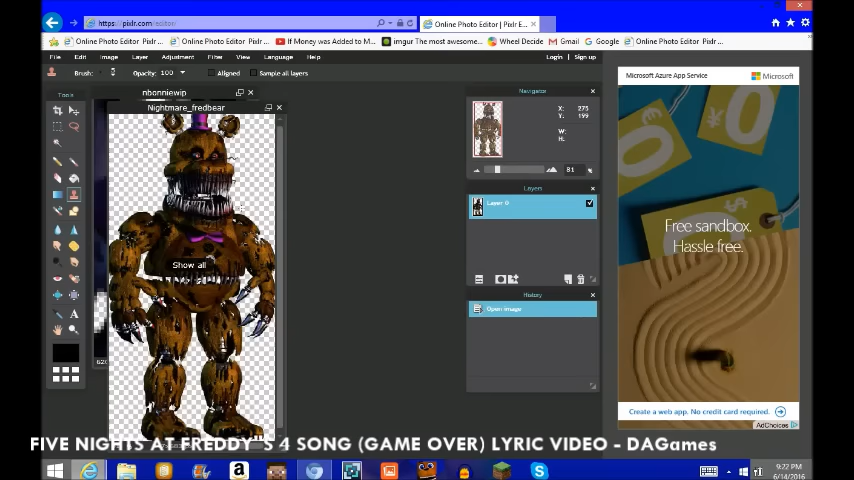 https://pixlr.com/editor/
Online Photo Editor | Pixlr E...
Online Photo Editor Pixlr ...
Online Photo Editor Pixlr ...
If Money was Added to M...
imgur The most awesome...
Wheel Decide
Gmail
Google
Online Photo Editor Pixlr ...
File Edit Image Layer Adjustment Filter View Language Help
Login Sign up
Brush: Opacity: 100 Aligned Sample all layers
Tools
nbonniewip
Nightmare_fredbear
Show all
Navigator
X: 275
Y: 199
W:
H:
81
Layers
Layer 0
History
Open image
Microsoft Azure App Service
Microsoft
Free sandbox.
Hassle free.
Create a web app. No credit card required.
AdChoices
FIVE NIGHTS AT FREDDY"S 4 SONG (GAME OVER) LYRIC VIDEO - DAGames
9:22 PM
6/14/2016